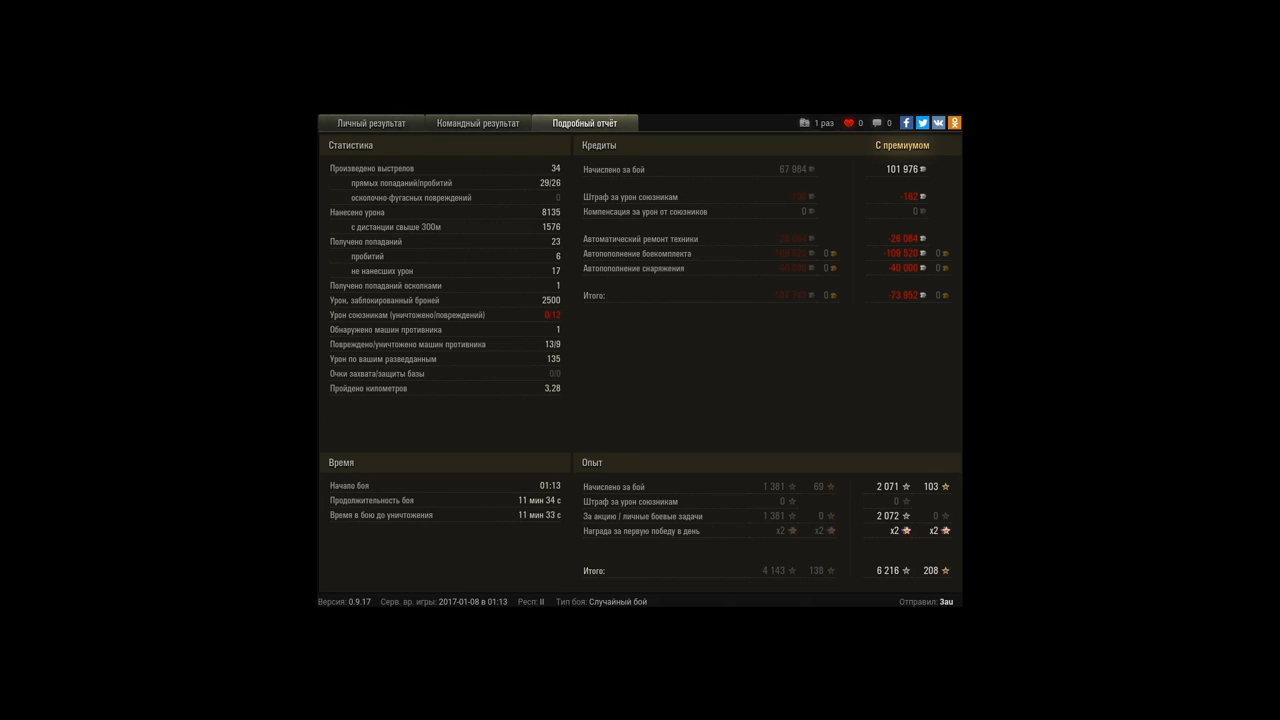 Личный результат Командный результат Подробный отчёт 1 раз 0 0
Статистика
Произведено выстрелов 34
прямых попаданий/пробитий 29/26
осколочно-фугасных повреждений 0
Нанесено урона 8135
с дистанции свыше 300м 1576
Получено попаданий 23
пробитий 6
не нанесших урон 17
Получено попаданий осколками 1
Урон, заблокированный броней 2500
Урон союзникам (уничтожено/повреждений) 0/12
Обнаружено машин противника 1
Повреждено/уничтожено машин противника 13/9
Урон по вашим разведданным 135
Очки захвата/защиты базы 0/0
Пройдено километров 3,28
Кредиты С премиумом
Начислено за бой 67 984 101 976
Штраф за урон союзникам -162
Компенсация за урон от союзников 0 0
Автоматический ремонт техники -26 084
Автопополнение боекомплекта 0 -109 520 0
Автопополнение снаряжения 0 -40 000 0
Итого: 0 -73 952 0
Время
Начало боя 01:13
Продолжительность боя 11 мин 34 с
Время в бою до уничтожения 11 мин 33 с
Опыт
Начислено за бой 1 381 69 2 071 103
Штраф за урон союзникам 0 0
За акцию / личные боевые задачи 1 381 0 2 072 0
Награда за первую победу в день x2 x2 x2 x2
Итого: 4 143 138 6 216 208
Версия: 0.9.17 Серв. вр. игры: 2017-01-08 в 01:13 Респ: II Тип боя: Случайный бой Отправил: 3au